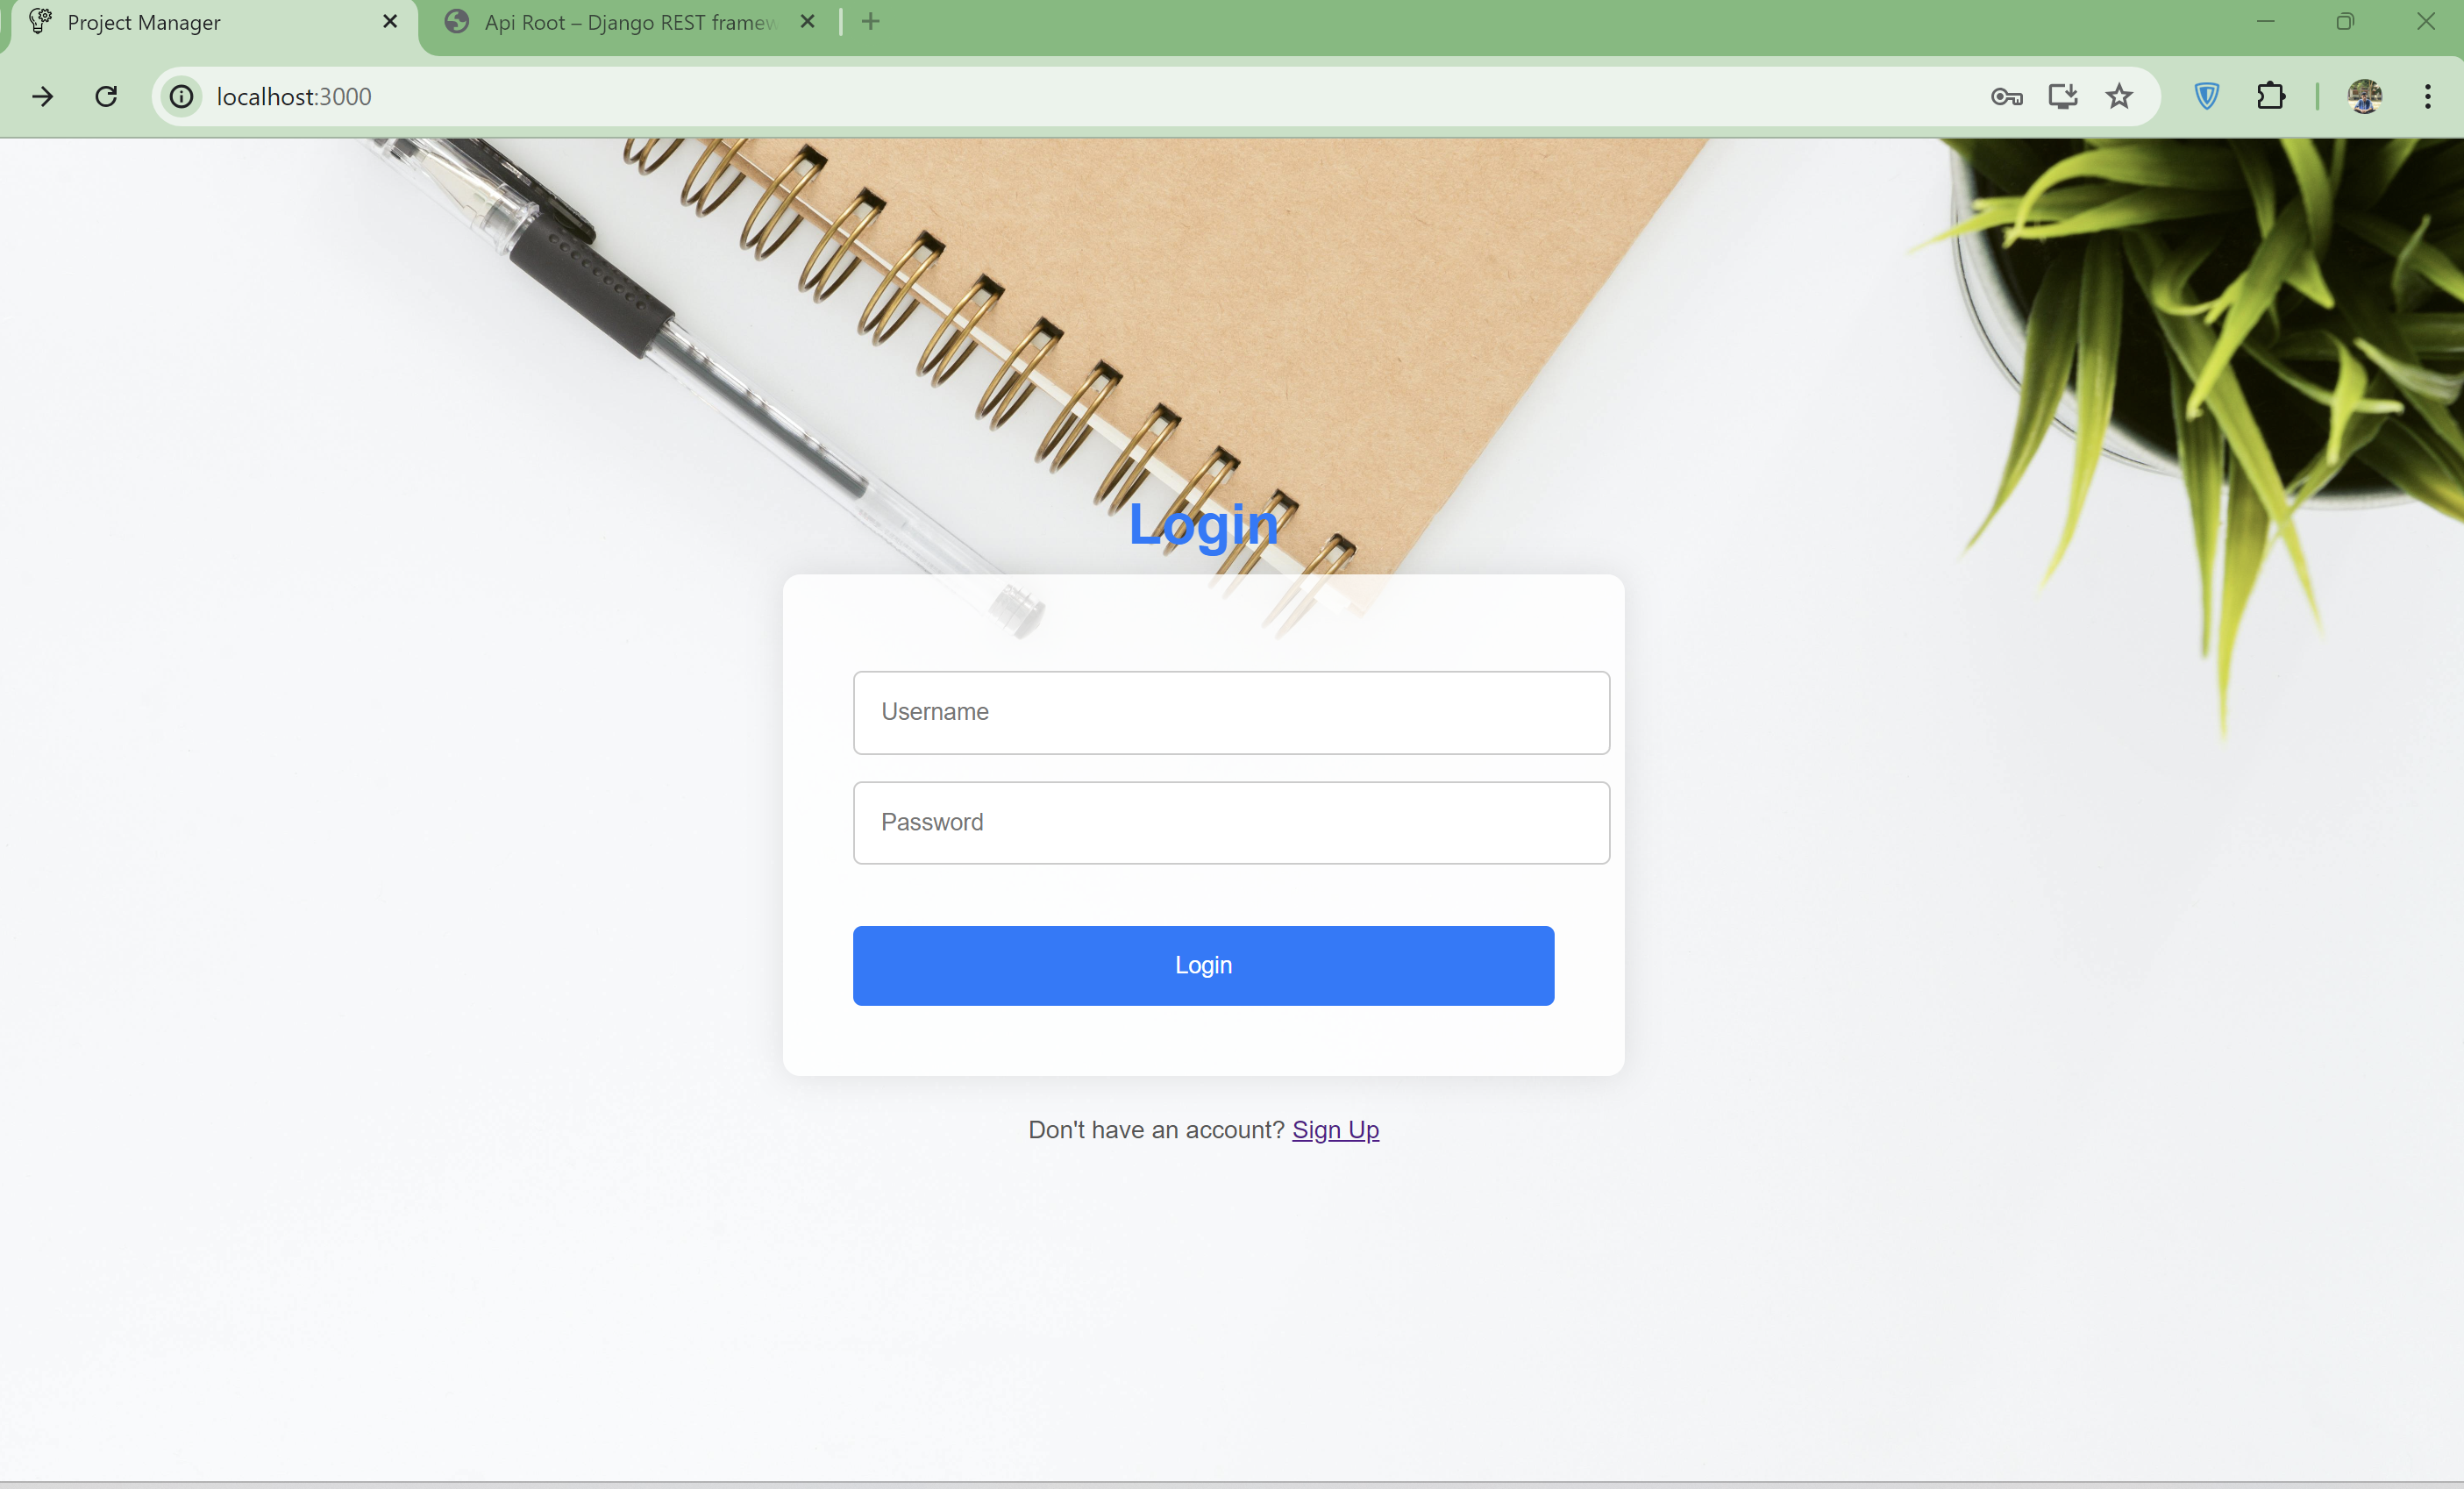 Project Manager
Api Root – Django REST framew
localhost:3000
Login
Username
Password
Login
Don't have an account? Sign Up